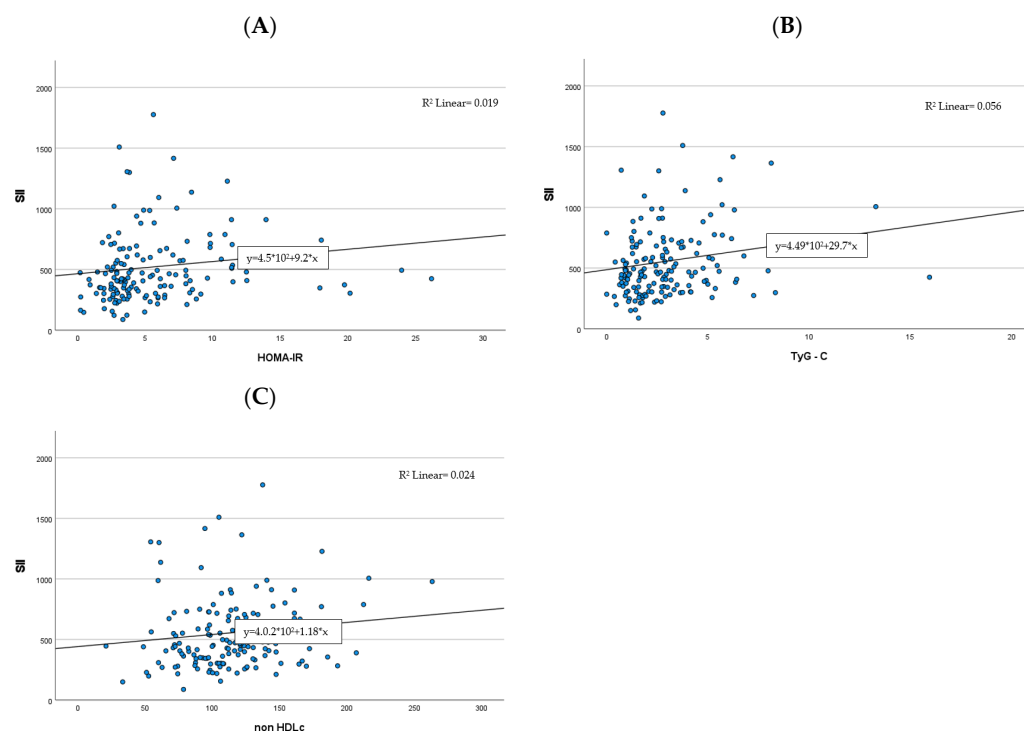 (A)
2000
R² Linear= 0.019
1500
SII
1000
y=4.5*10²+9.2*x
500
0
0 5 10 15 20 25 30
HOMA-IR
(B)
2000
R² Linear= 0.056
1500
SII
1000
y=4.49*10²+29.7*x
500
0
0 5 10 15 20
TyG - C
(C)
2000
R² Linear= 0.024
1500
SII
1000
y=4.0.2*10²+1.18*x
500
0
0 50 100 150 200 250 300
non HDLc